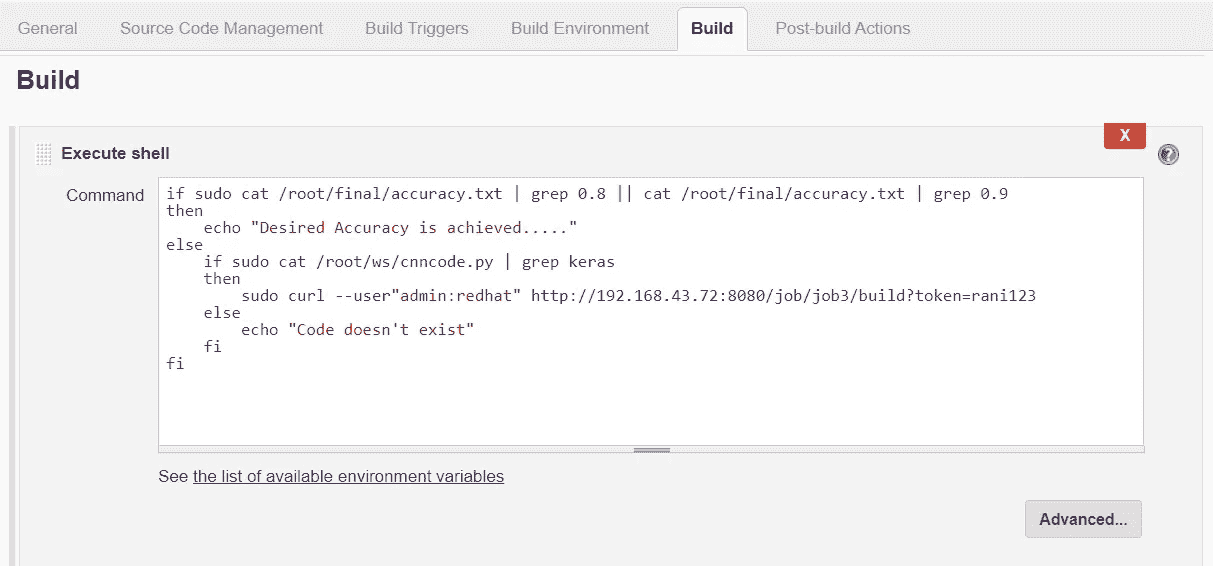 General Source Code Management Build Triggers Build Environment Build Post-build Actions
Build
X
Execute shell
Command
if sudo cat /root/final/accuracy.txt | grep 0.8 || cat /root/final/accuracy.txt | grep 0.9
then
    echo "Desired Accuracy is achieved....."
else
    if sudo cat /root/ws/cnncode.py | grep keras
    then
        sudo curl --user"admin:redhat" http://192.168.43.72:8080/job/job3/build?token=rani123
    else
        echo "Code doesn't exist"
    fi
fi
See the list of available environment variables
Advanced...